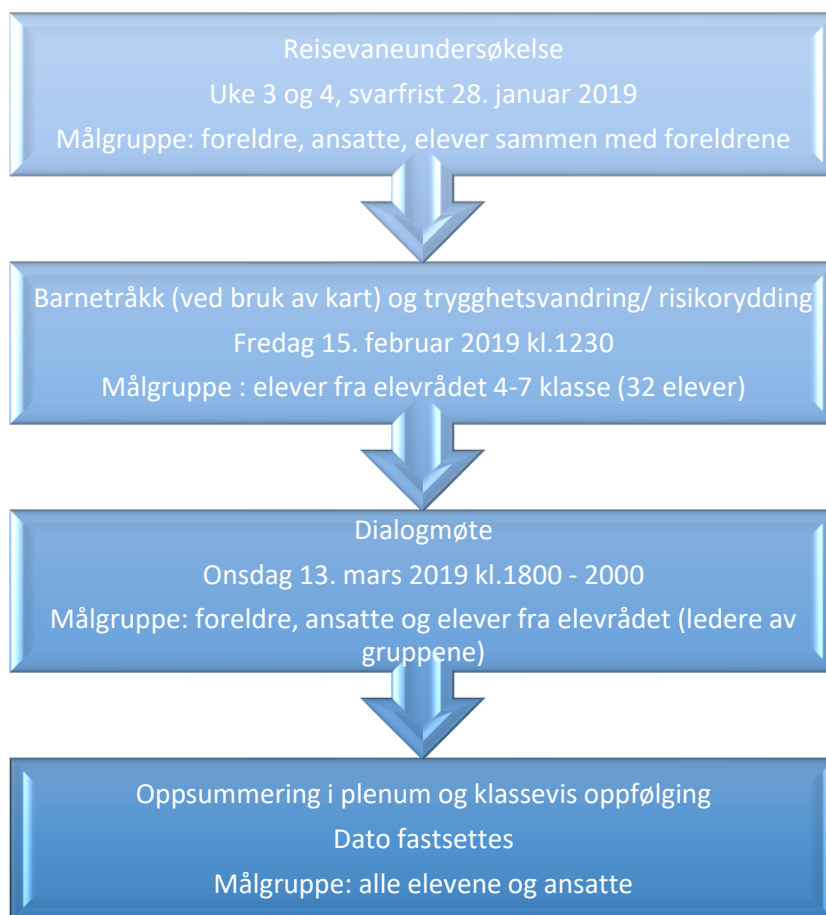 Reisevaneundersøkelse
Uke 3 og 4, svarfrist 28. januar 2019
Målgruppe: foreldre, ansatte, elever sammen med foreldrene
Barnetråkk (ved bruk av kart) og trygghetsvandring/ risikorydding
Fredag 15. februar 2019 kl.1230
Målgruppe : elever fra elevrådet 4-7 klasse (32 elever)
Dialogmøte
Onsdag 13. mars 2019 kl.1800 - 2000
Målgruppe: foreldre, ansatte og elever fra elevrådet (ledere av
gruppene)
Oppsummering i plenum og klassevis oppfølging
Dato fastsettes
Målgruppe: alle elevene og ansatte